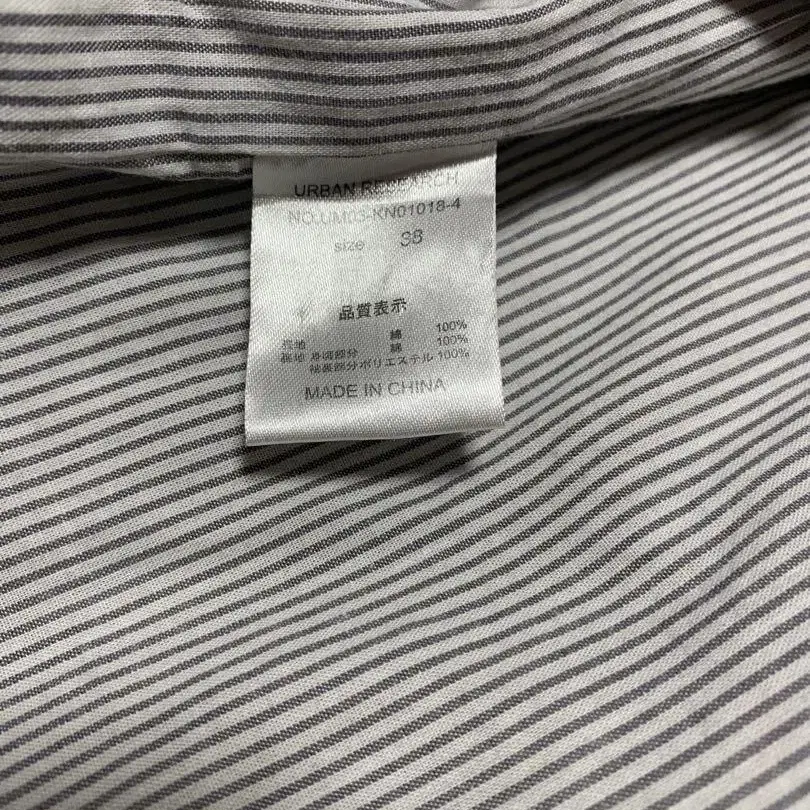 URBAN RESEARCH
NO.UM03-KN01018-4
size 38
品質表示
表地 綿 100%
裏地 身頃部分 綿 100%
袖裏部分ポリエステル 100%
MADE IN CHINA